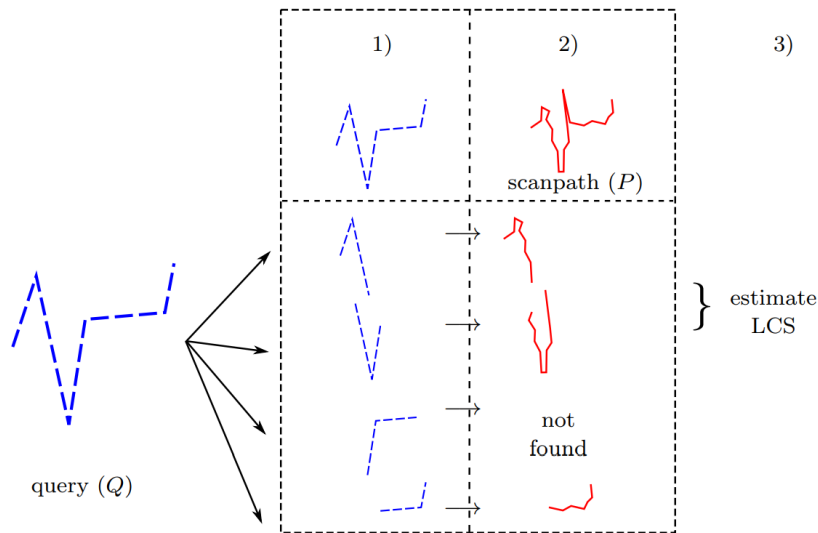 1)
2)
3)
scanpath (P)
estimate
LCS
not
found
query (Q)